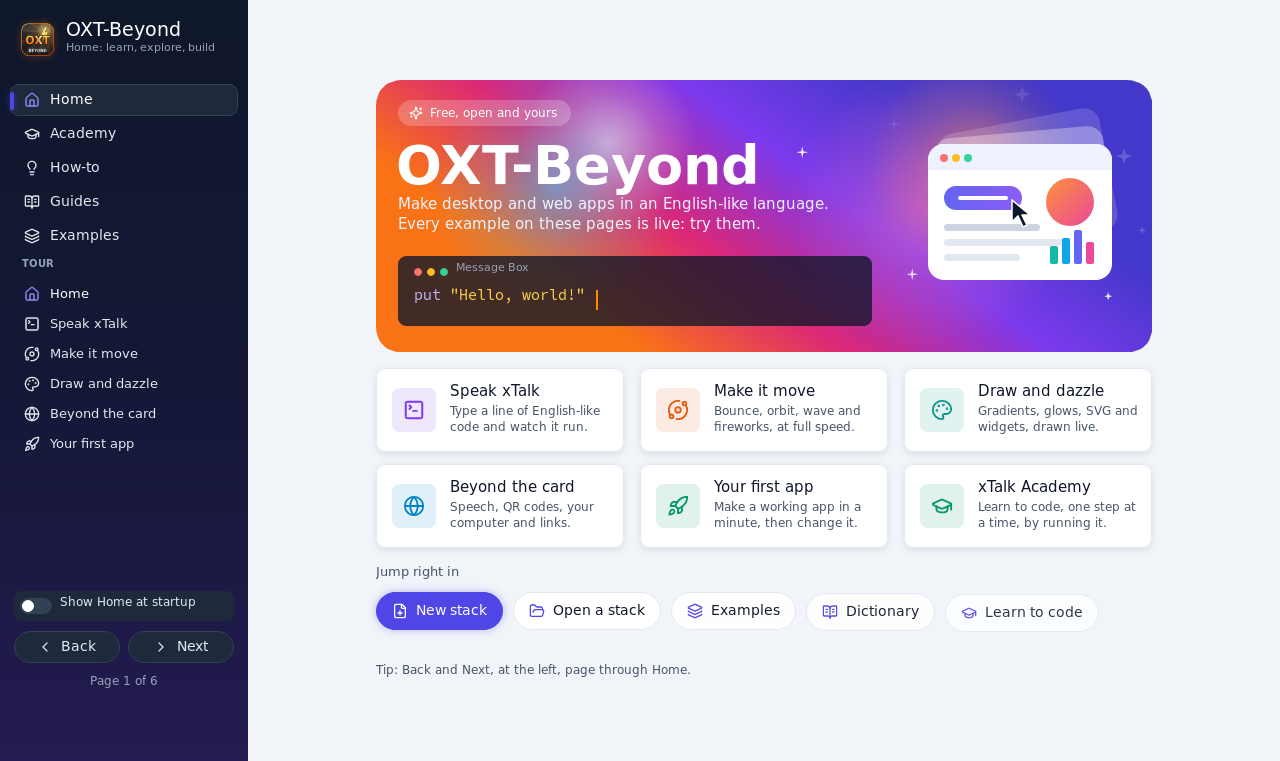 OXT
BEYOND
OXT-Beyond
Home: learn, explore, build
Home
Academy
How-to
Guides
Examples
TOUR
Home
Speak xTalk
Make it move
Draw and dazzle
Beyond the card
Your first app
Show Home at startup
Back
Next
Page 1 of 6
Free, open and yours
OXT-Beyond
Make desktop and web apps in an English-like language.
Every example on these pages is live: try them.
Message Box
put "Hello, world!"
Speak xTalk
Type a line of English-like
code and watch it run.
Make it move
Bounce, orbit, wave and
fireworks, at full speed.
Draw and dazzle
Gradients, glows, SVG and
widgets, drawn live.
Beyond the card
Speech, QR codes, your
computer and links.
Your first app
Make a working app in a
minute, then change it.
xTalk Academy
Learn to code, one step at
a time, by running it.
Jump right in
New stack
Open a stack
Examples
Dictionary
Learn to code
Tip: Back and Next, at the left, page through Home.